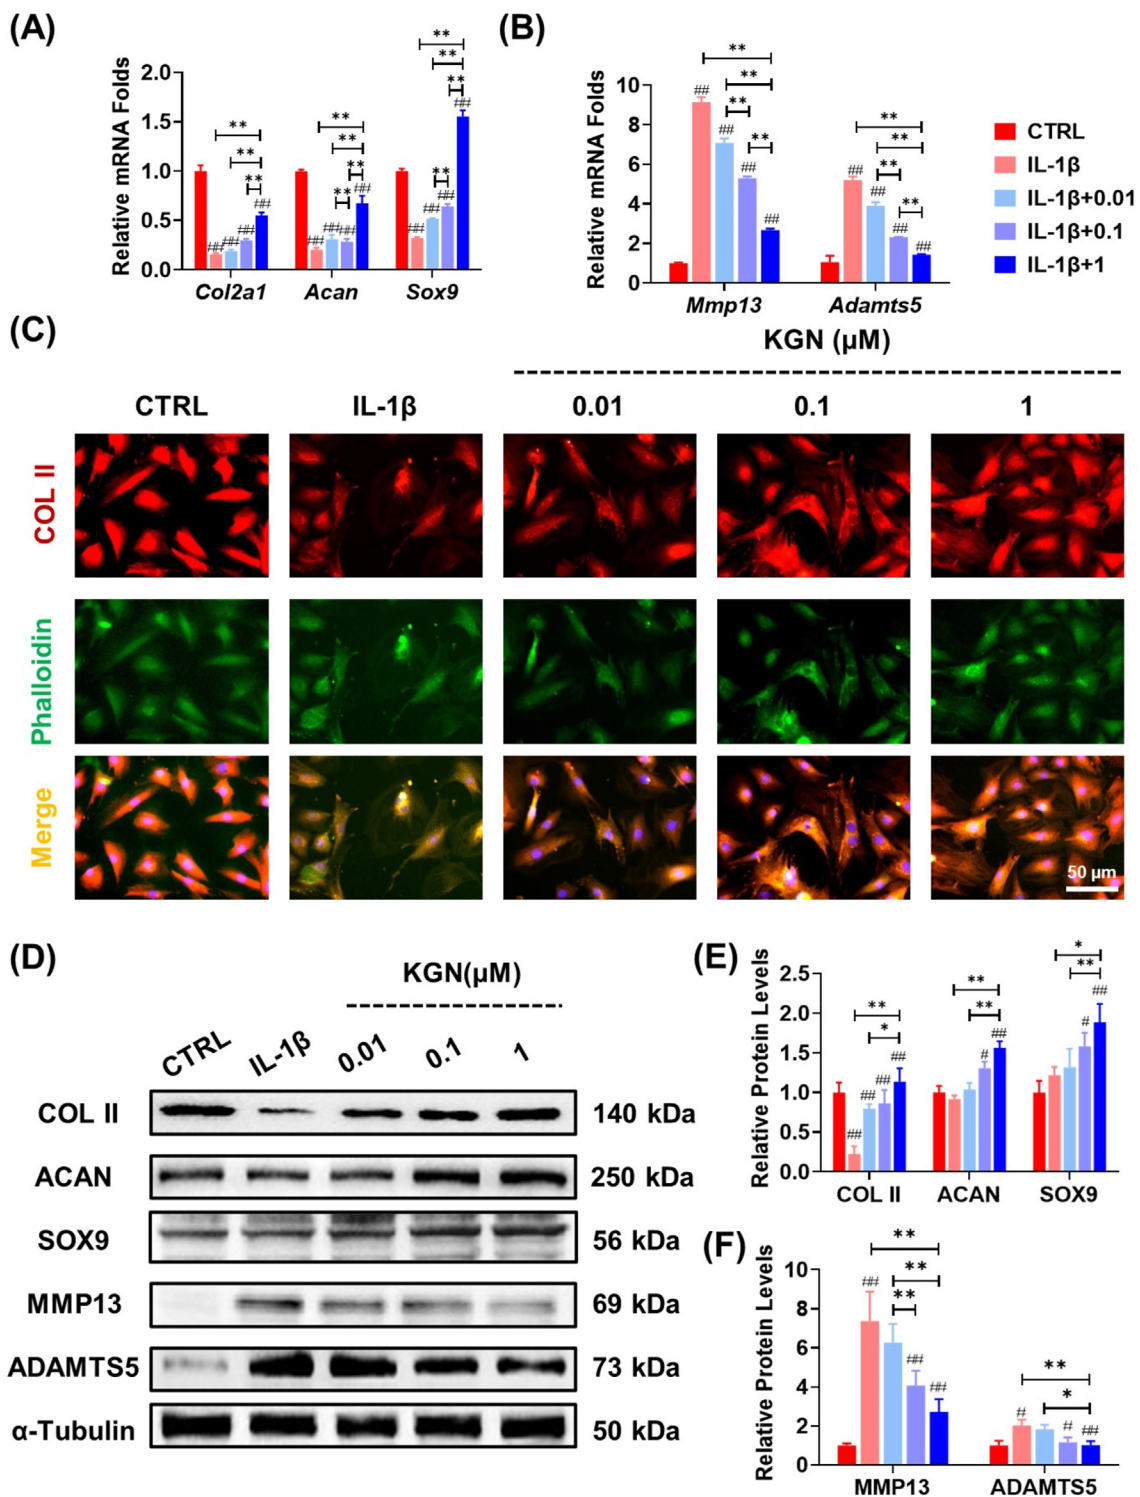 (A)
Relative mRNA Folds
2.0
1.5
1.0
0.5
0.0
** ** ** ## ## ## ##
** ** ** ** ## ## ## ##
** ** ** ** ## ## ## ##
Col2a1 Acan Sox9
(B)
Relative mRNA Folds
10
8
6
4
2
0
** ** ** ** ## ## ## ##
** ** ** ** ## ## ## ##
Mmp13 Adamts5
CTRL
IL-1β
IL-1β+0.01
IL-1β+0.1
IL-1β+1
(C)
KGN (μM)
CTRL IL-1β 0.01 0.1 1
COL II
Phalloidin
Merge
50 μm
(D)
KGN(μM)
CTRL IL-1β 0.01 0.1 1
COL II 140 kDa
ACAN 250 kDa
SOX9 56 kDa
MMP13 69 kDa
ADAMTS5 73 kDa
α-Tubulin 50 kDa
(E)
Relative Protein Levels
2.5
2.0
1.5
1.0
0.5
0.0
** * ## ## ## ##
** ** # ##
* ** # ##
COL II ACAN SOX9
(F)
Relative Protein Levels
10
8
6
4
2
0
** ** ** ## ## ##
** * # # ##
MMP13 ADAMTS5